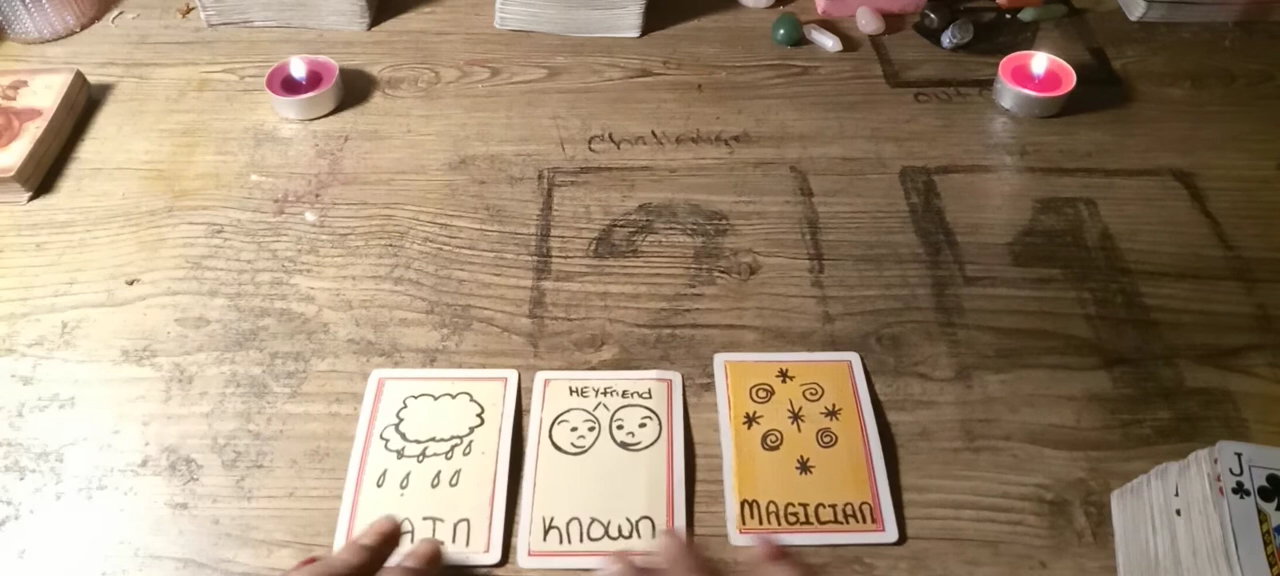 challenge
HEY friend
KNOWN
MAGICIAN
J